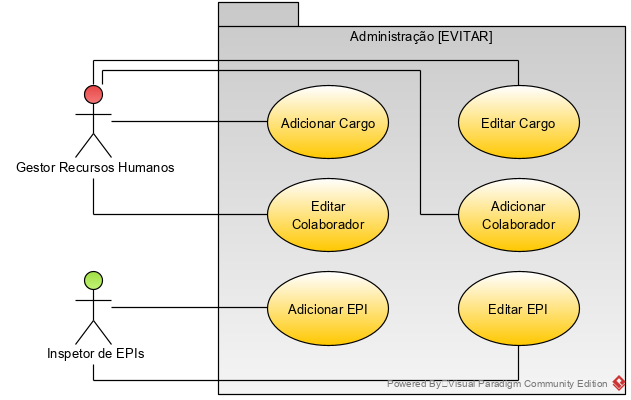 Administração [EVITAR]
Adicionar Cargo
Editar Cargo
Gestor Recursos Humanos
Editar
Colaborador
Adicionar
Colaborador
Adicionar EPI
Editar EPI
Inspetor de EPIs
Powered By Visual Paradigm Community Edition